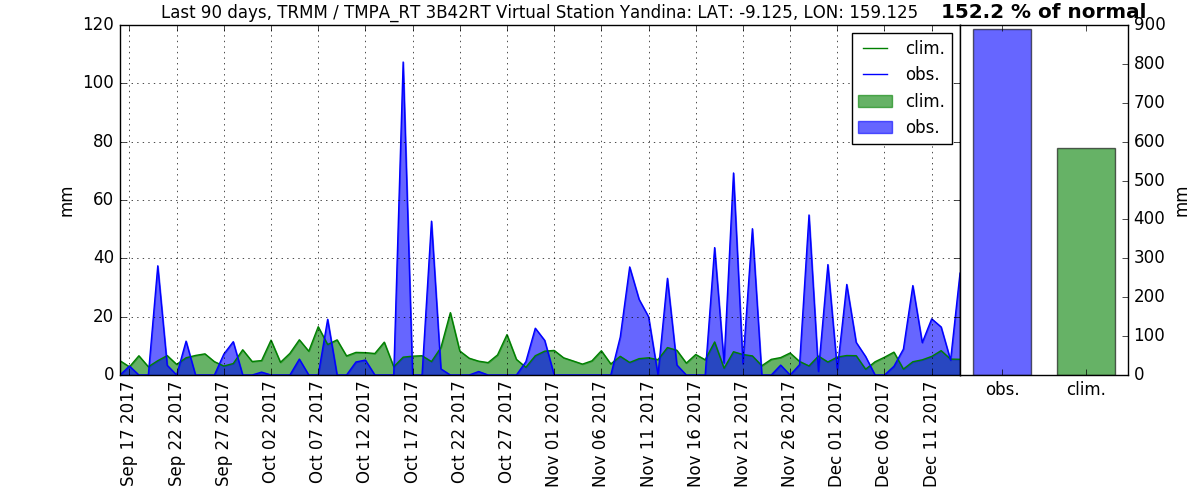 Last 90 days, TRMM / TMPA_RT 3B42RT Virtual Station Yandina: LAT: -9.125, LON: 159.125
152.2 % of normal
120
100
80
60
40
20
0
mm
clim.
obs.
clim.
obs.
900
800
700
600
500
400
300
200
100
0
mm
Sep 17 2017
Sep 22 2017
Sep 27 2017
Oct 02 2017
Oct 07 2017
Oct 12 2017
Oct 17 2017
Oct 22 2017
Oct 27 2017
Nov 01 2017
Nov 06 2017
Nov 11 2017
Nov 16 2017
Nov 21 2017
Nov 26 2017
Dec 01 2017
Dec 06 2017
Dec 11 2017
obs.
clim.